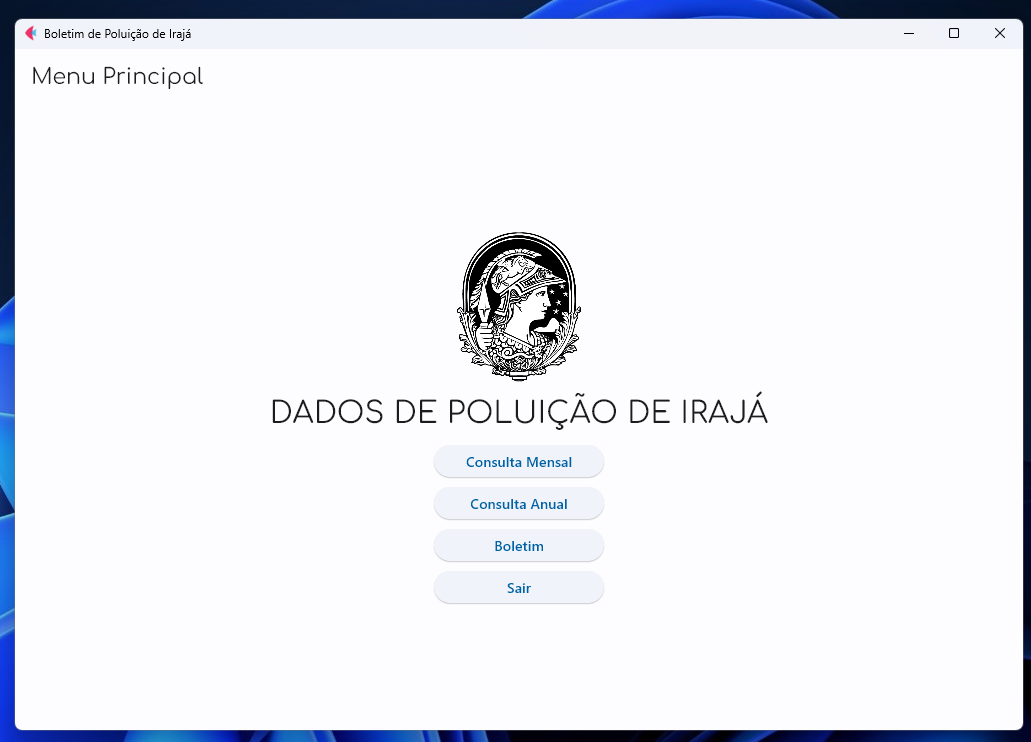 Boletim de Poluição de Irajá
Menu Principal
DADOS DE POLUIÇÃO DE IRAJÁ
Consulta Mensal
Consulta Anual
Boletim
Sair